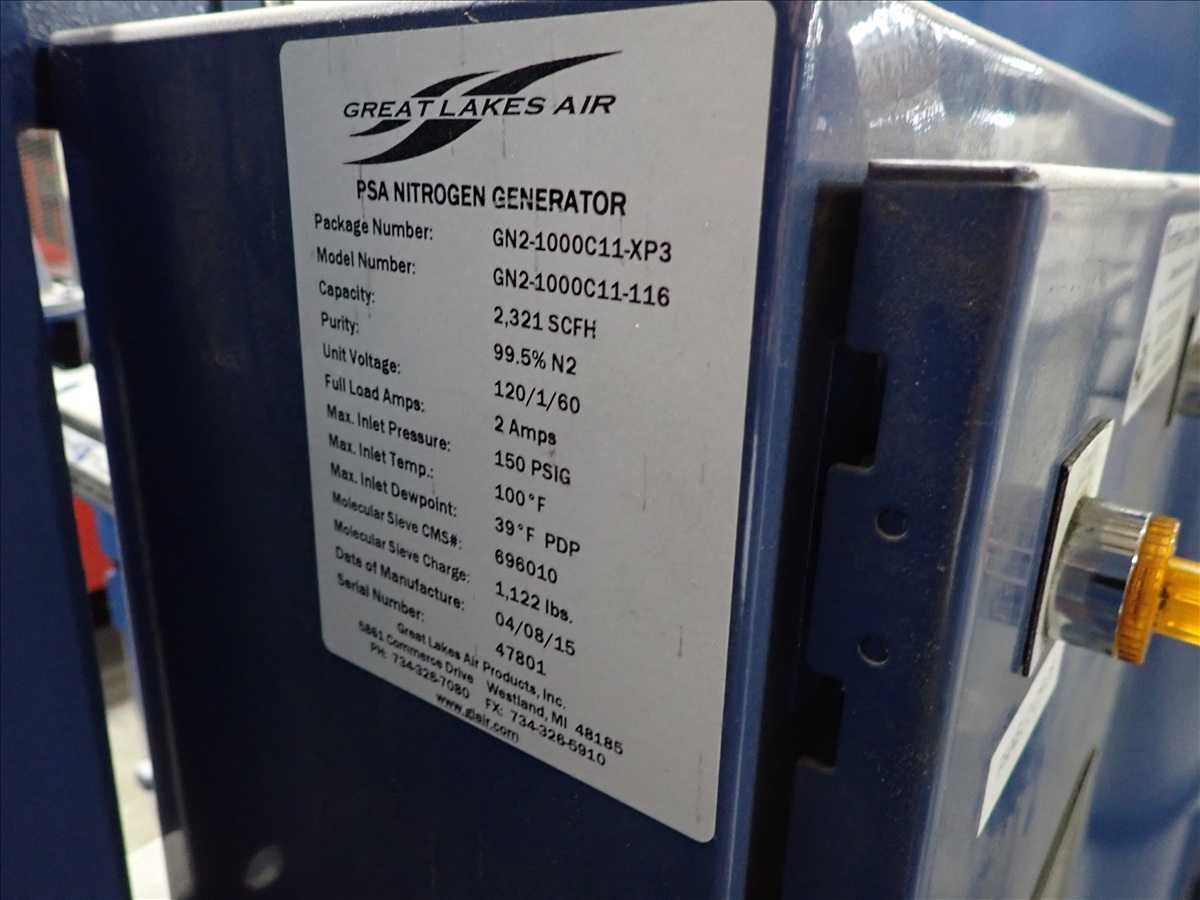 GREAT LAKES AIR
PSA NITROGEN GENERATOR
Package Number: GN2-1000C11-XP3
Model Number: GN2-1000C11-116
Capacity: 2,321 SCFH
Purity: 99.5% N2
Unit Voltage: 120/1/60
Full Load Amps: 2 Amps
Max. Inlet Pressure: 150 PSIG
Max. Inlet Temp.: 100°F
Max. Inlet Dewpoint: 39°F PDP
Molecular Sieve CMS#: 696010
Molecular Sieve Charge: 1,122 lbs.
Date of Manufacture: 04/08/15
Serial Number: 47801
Great Lakes Air Products, Inc.
5861 Commerce Drive Westland, MI 48185
PH: 734-326-7080 FX: 734-326-5910
www.glair.com